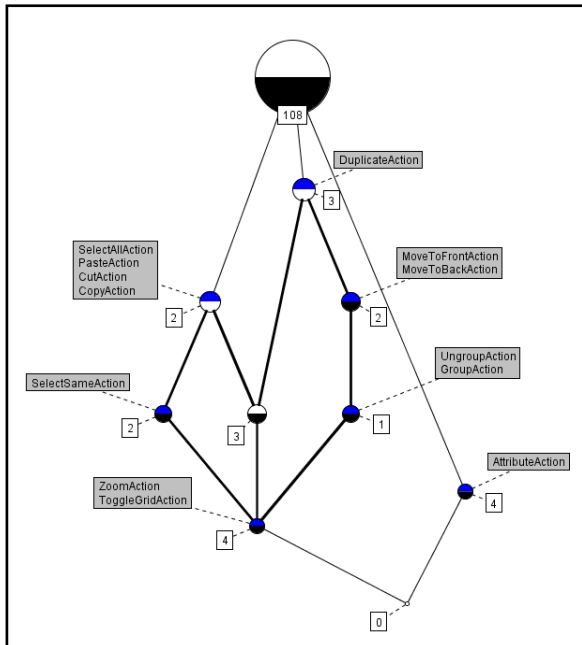 108
DuplicateAction
3
SelectAllAction
PasteAction
CutAction
CopyAction
2
MoveToFrontAction
MoveToBackAction
2
SelectSameAction
2
3
UngroupAction
GroupAction
1
ZoomAction
ToggleGridAction
4
AttributeAction
4
0